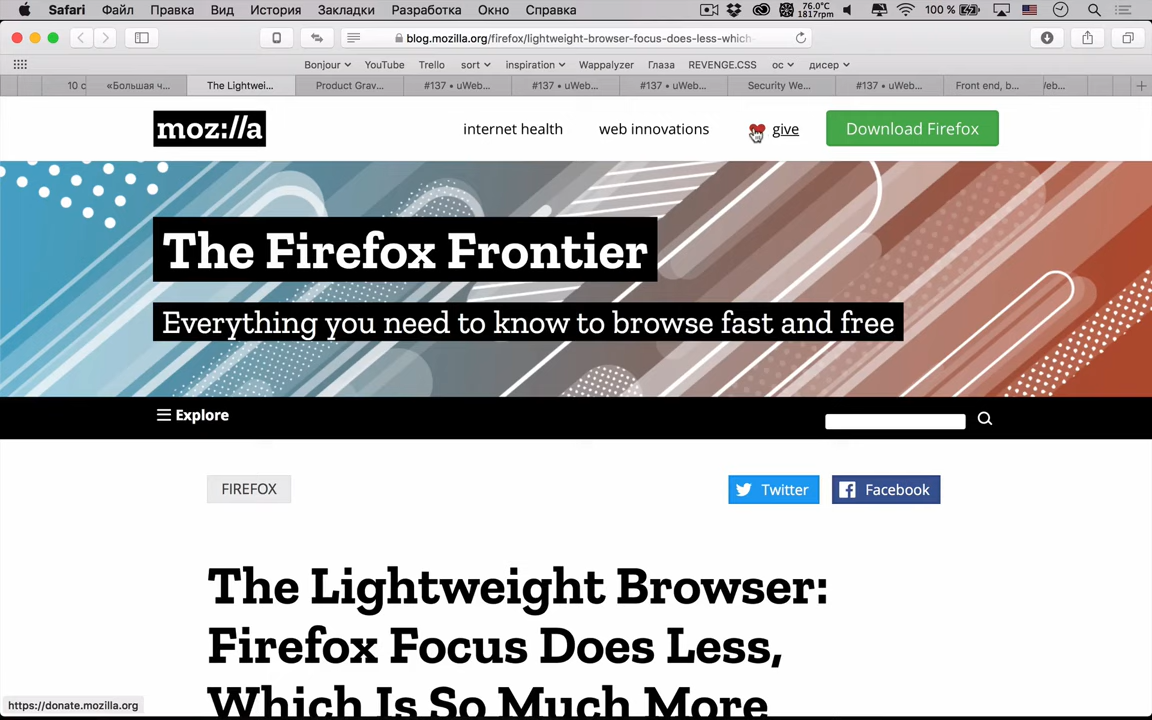 Safari Файл Правка Вид История Закладки Разработка Окно Справка 76.0°C 1817rpm 100 %
blog.mozilla.org/firefox/lightweight-browser-focus-does-less-which-
Bonjour YouTube Trello sort inspiration Wappalyzer Глаза REVENGE.CSS ос дисер
10 с «Большая ч... The Lightwei... Product Grav... #137 • uWeb... #137 • uWeb... #137 • uWeb... Security We... #137 • uWeb... Front end, b... /eb...
moz://a internet health web innovations give Download Firefox
The Firefox Frontier
Everything you need to know to browse fast and free
Explore
FIREFOX Twitter Facebook
The Lightweight Browser:
Firefox Focus Does Less,
Which Is So Much More
https://donate.mozilla.org